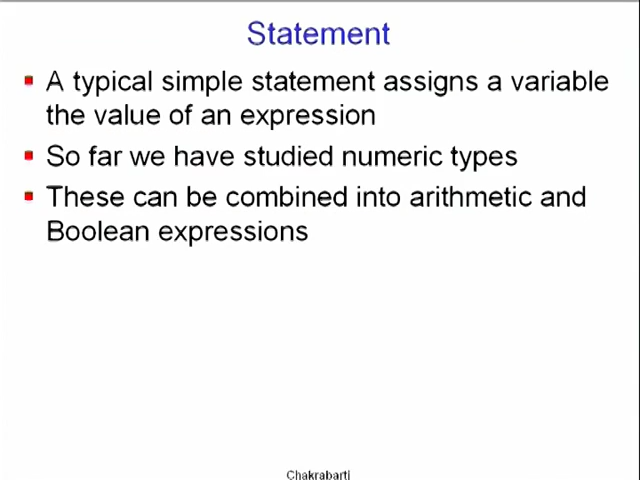 Statement
A typical simple statement assigns a variable
the value of an expression
So far we have studied numeric types
These can be combined into arithmetic and
Boolean expressions
Chakrabarti